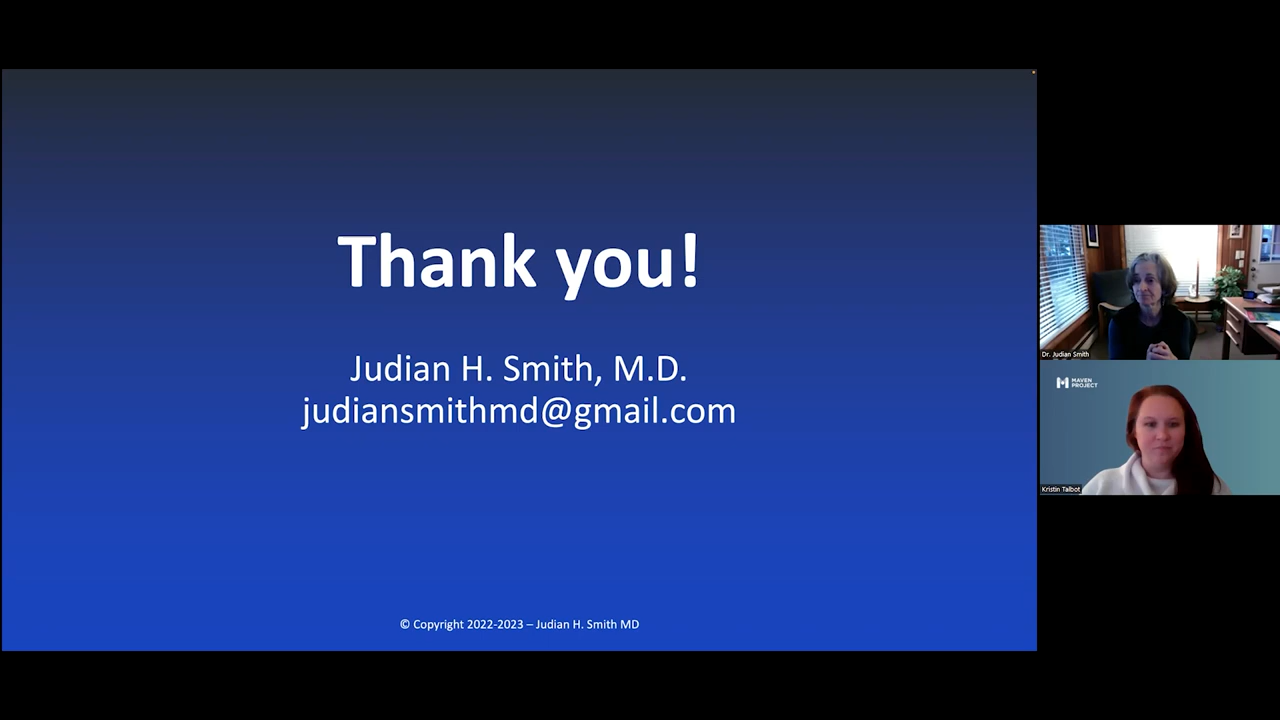 Thank you!
Judian H. Smith, M.D.
judiansmithmd@gmail.com
© Copyright 2022-2023 – Judian H. Smith MD
Dr. Judian Smith
MAVEN
PROJECT
Kristin Talbot